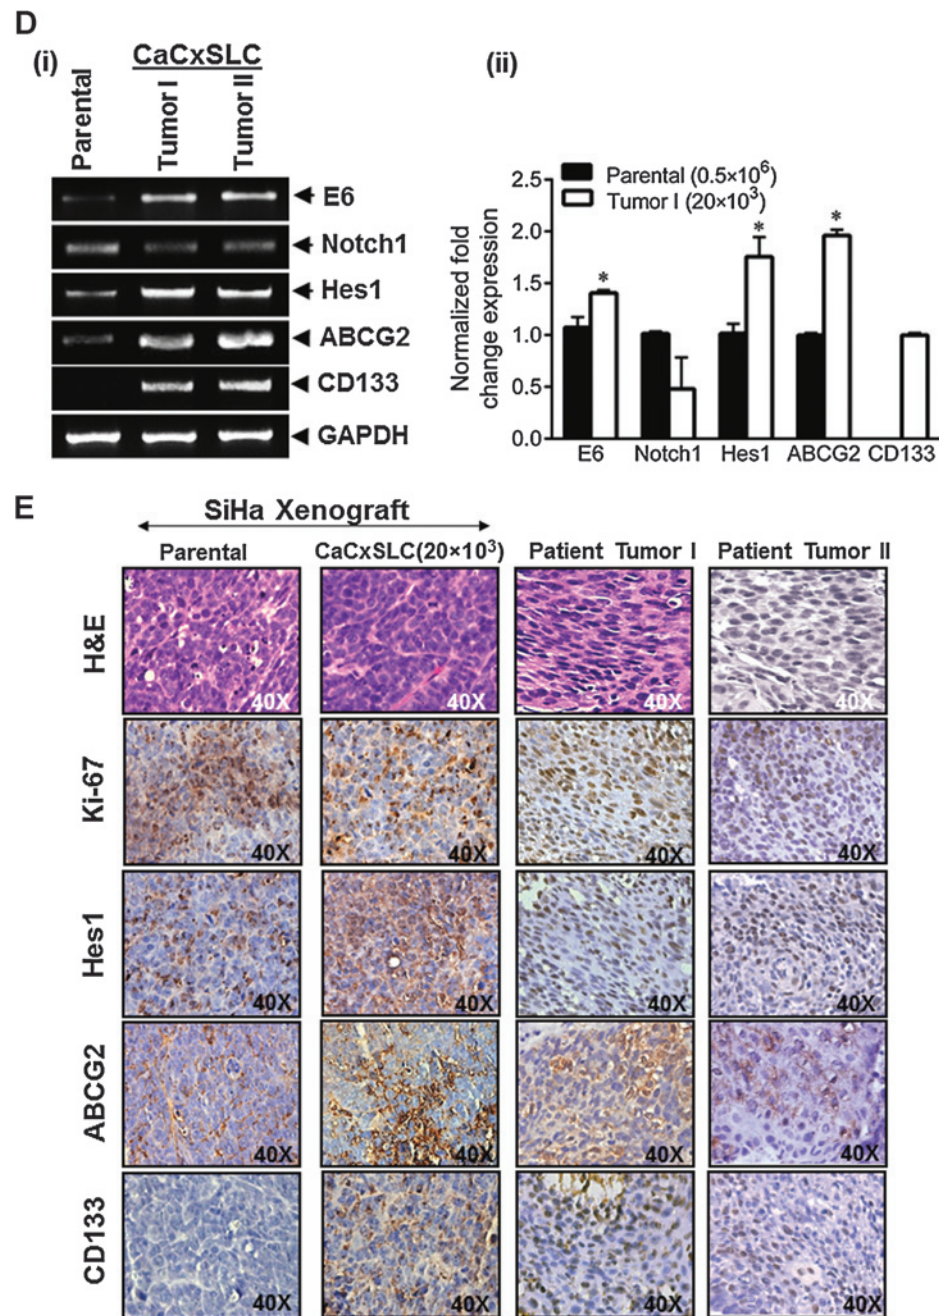 D
(i)
CaCxSLC
Parental
Tumor I
Tumor II
E6
Notch1
Hes1
ABCG2
CD133
GAPDH
(ii)
Parental (0.5×10⁶)
Tumor I (20×10³)
Normalized fold
change expression
2.5
2.0
1.5
1.0
0.5
0.0
*
*
*
E6 Notch1 Hes1 ABCG2 CD133
E
SiHa Xenograft
Parental CaCxSLC(20×10³) Patient Tumor I Patient Tumor II
H&E
40X 40X 40X 40X
Ki-67
40X 40X 40X 40X
Hes1
40X 40X 40X 40X
ABCG2
40X 40X 40X 40X
CD133
40X 40X 40X 40X